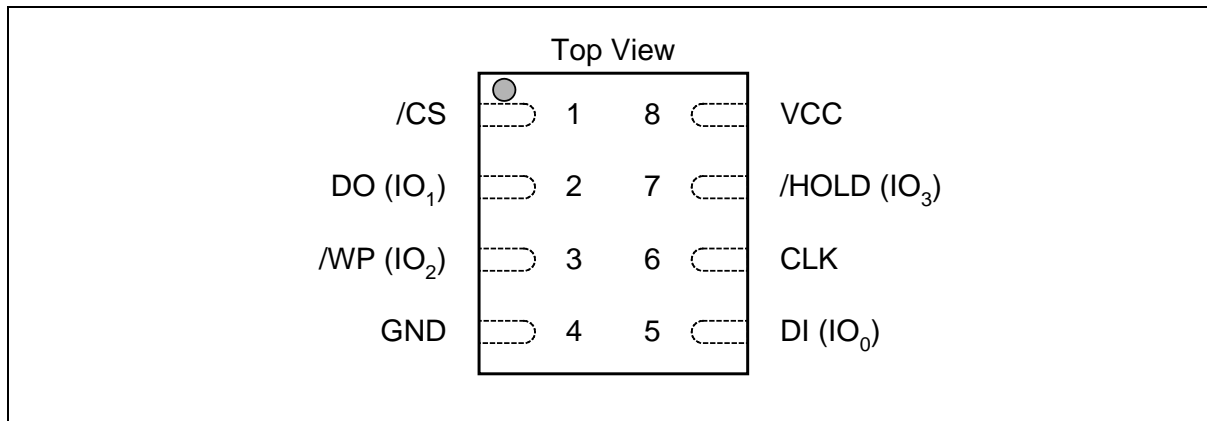 Top View
/CS 1 8 VCC
DO (IO₁) 2 7 /HOLD (IO₃)
/WP (IO₂) 3 6 CLK
GND 4 5 DI (IO₀)